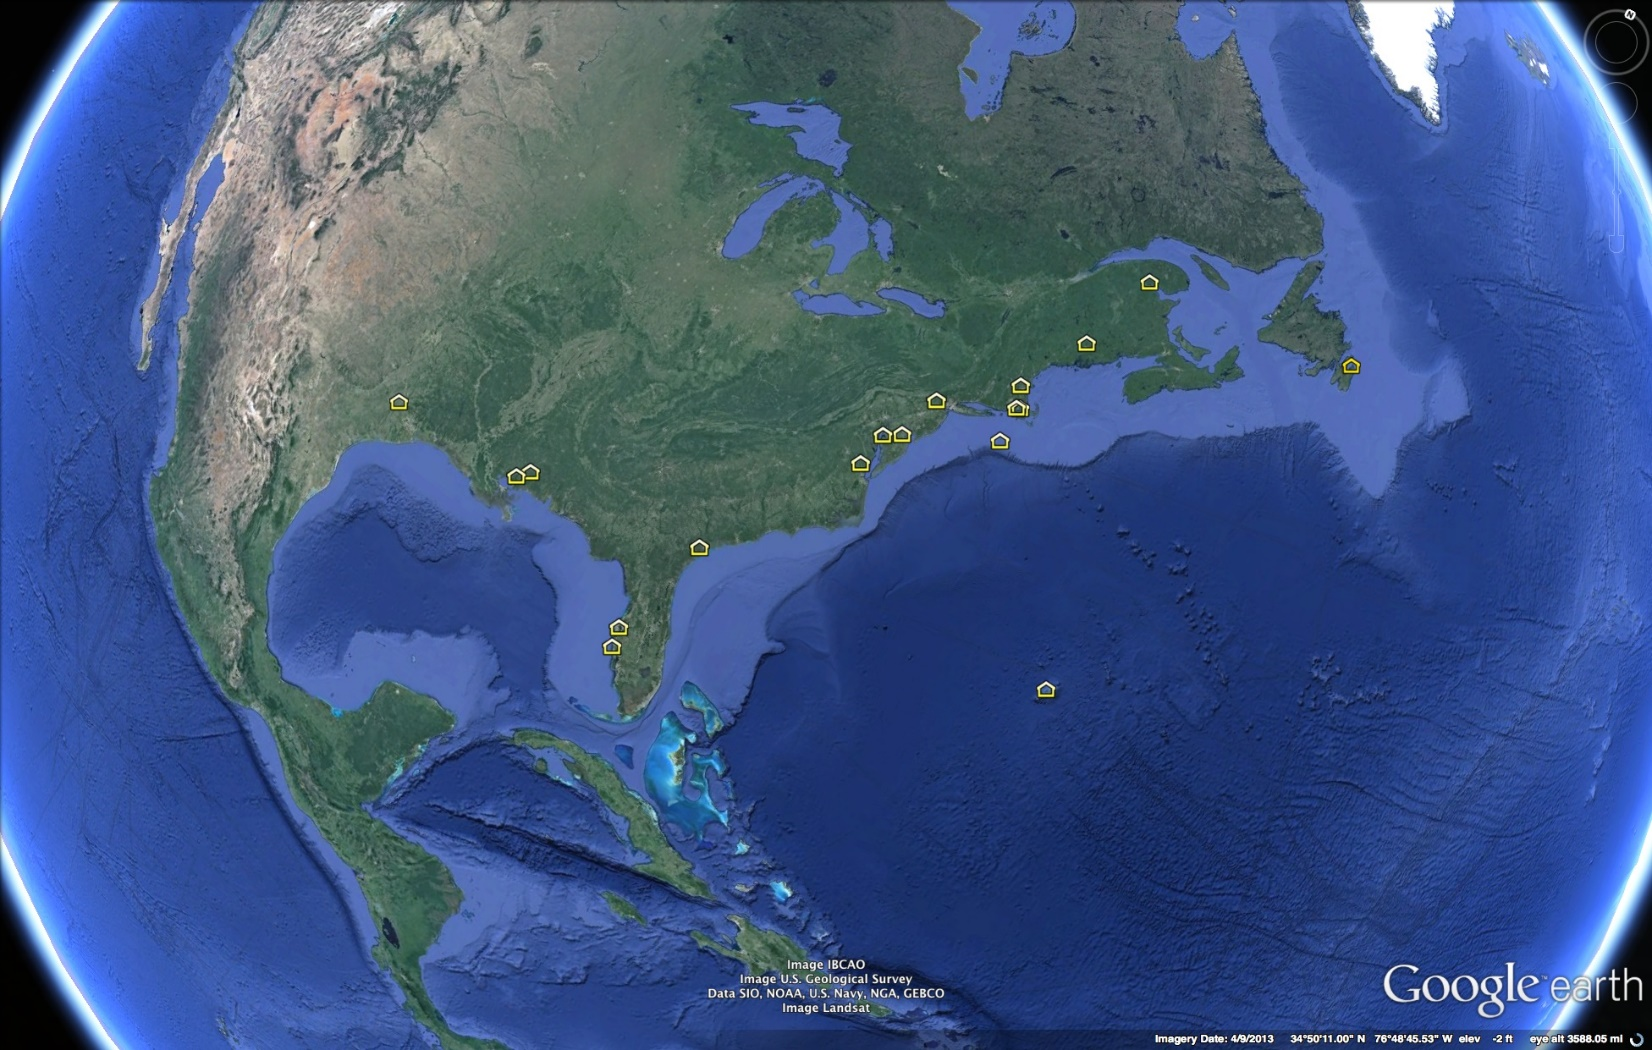 N
Image IBCAO
Image U.S. Geological Survey
Data SIO, NOAA, U.S. Navy, NGA, GEBCO
Image Landsat
Google earth
Imagery Date: 4/9/2013 34°50'11.00" N 76°48'45.53" W elev -2 ft eye alt 3588.05 mi